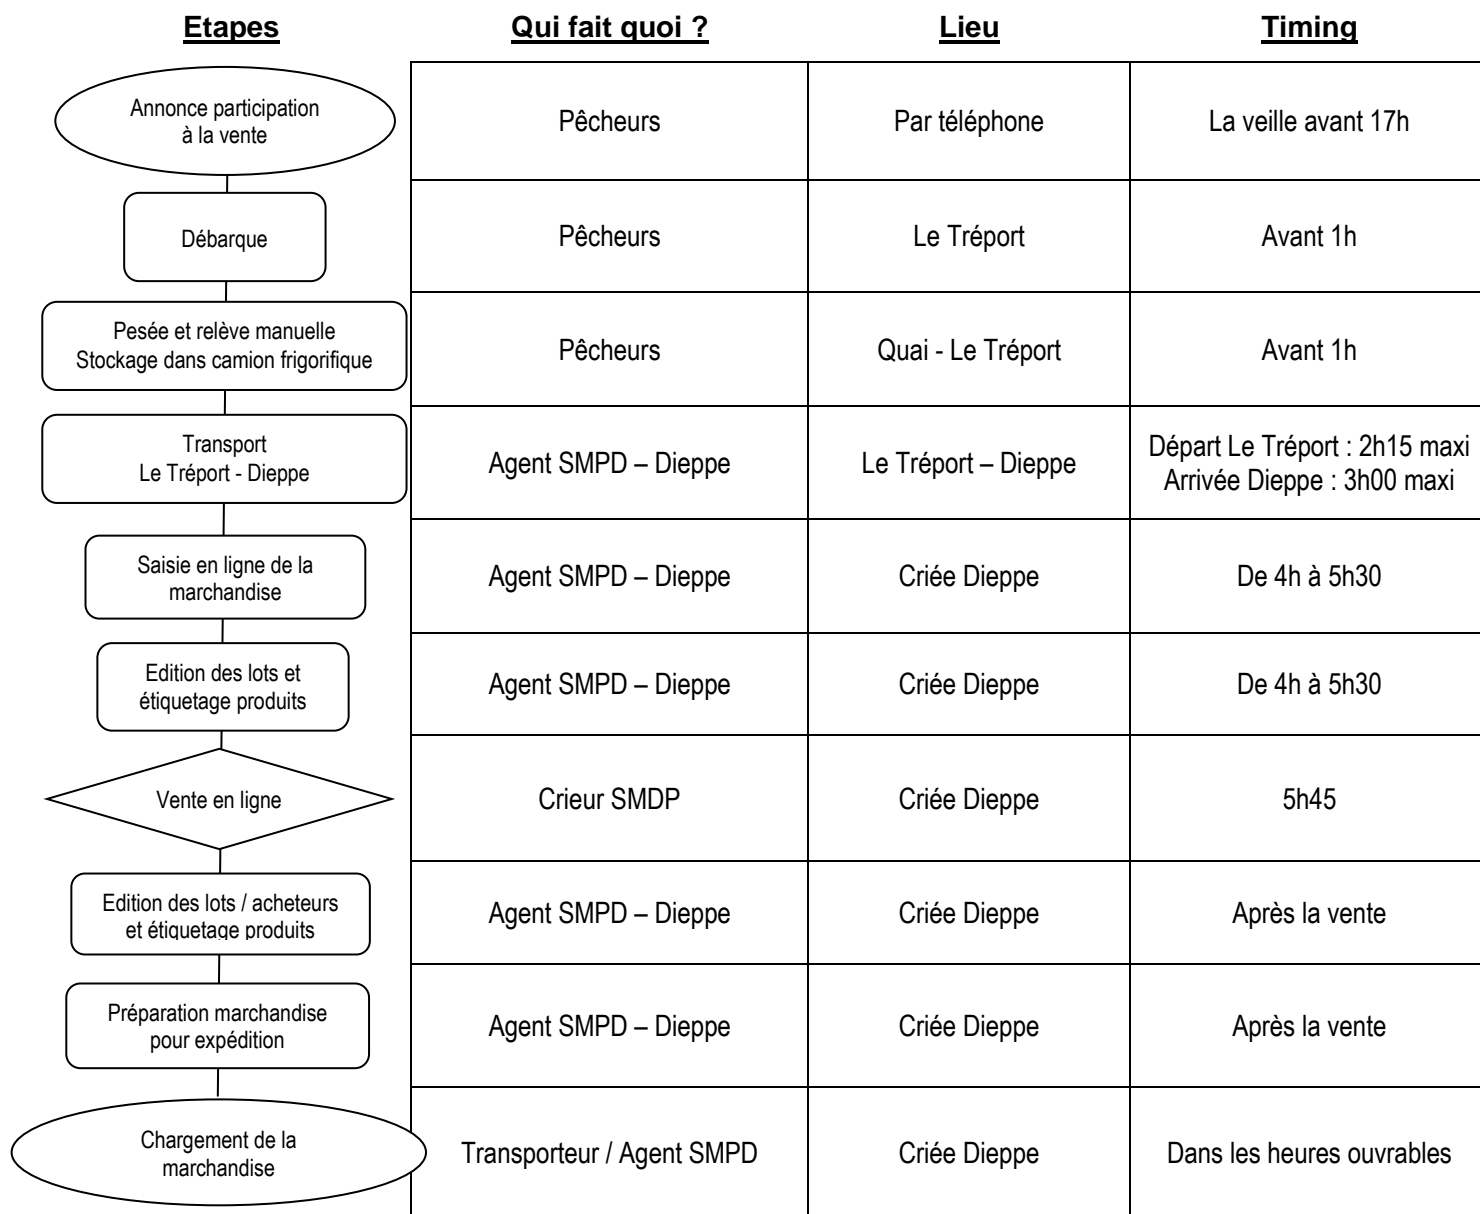 Etapes
Qui fait quoi ?
Lieu
Timing
Annonce participation
à la vente
Pêcheurs
Par téléphone
La veille avant 17h
Débarque
Pêcheurs
Le Tréport
Avant 1h
Pesée et relève manuelle
Stockage dans camion frigorifique
Pêcheurs
Quai - Le Tréport
Avant 1h
Transport
Le Tréport - Dieppe
Agent SMPD – Dieppe
Le Tréport – Dieppe
Départ Le Tréport : 2h15 maxi
Arrivée Dieppe : 3h00 maxi
Saisie en ligne de la
marchandise
Agent SMPD – Dieppe
Criée Dieppe
De 4h à 5h30
Edition des lots et
étiquetage produits
Agent SMPD – Dieppe
Criée Dieppe
De 4h à 5h30
Vente en ligne
Crieur SMDP
Criée Dieppe
5h45
Edition des lots / acheteurs
et étiquetage produits
Agent SMPD – Dieppe
Criée Dieppe
Après la vente
Préparation marchandise
pour expédition
Agent SMPD – Dieppe
Criée Dieppe
Après la vente
Chargement de la
marchandise
Transporteur / Agent SMPD
Criée Dieppe
Dans les heures ouvrables